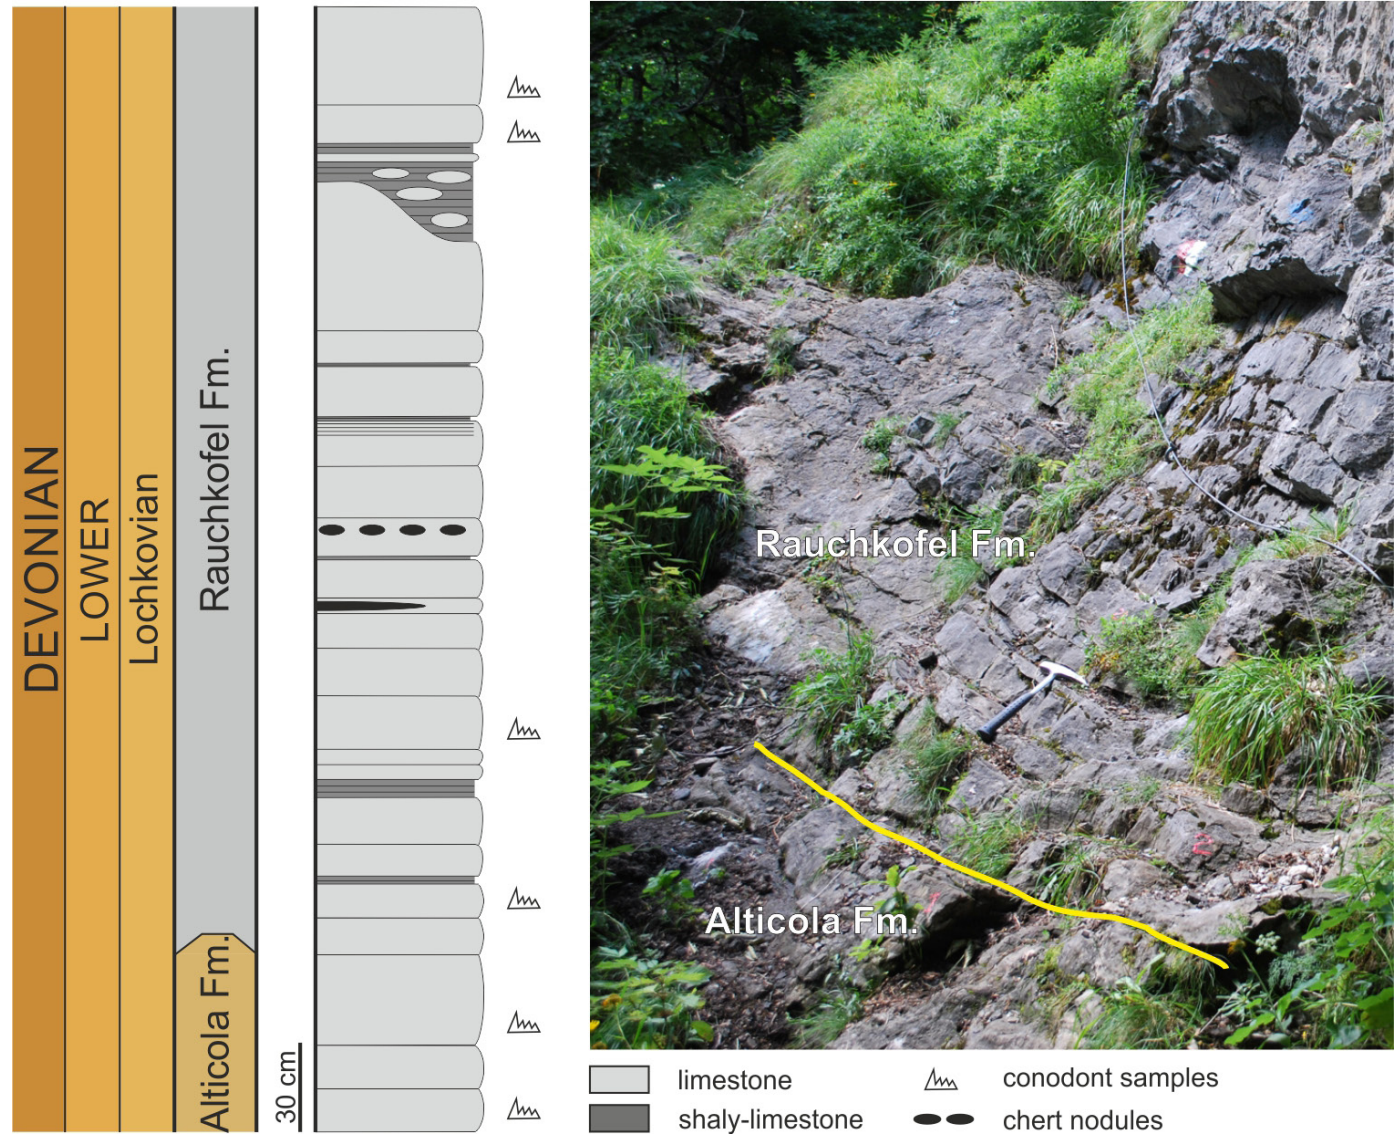 DEVONIAN
LOWER
Lochkovian
Rauchkofel Fm.
Alticola Fm.
30 cm
Rauchkofel Fm.
Alticola Fm.
2
limestone
shaly-limestone
conodont samples
chert nodules